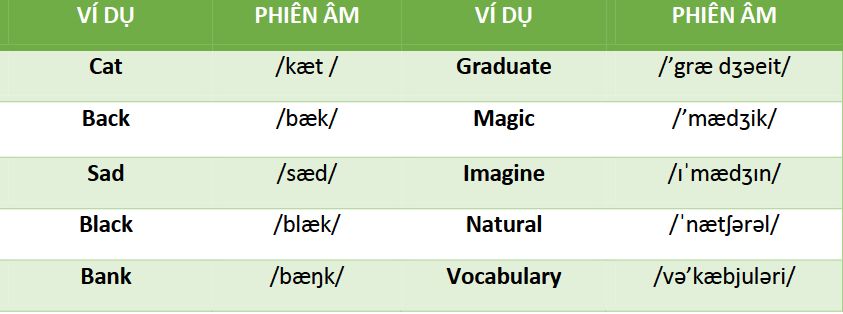 VÍ DỤ PHIÊN ÂM VÍ DỤ PHIÊN ÂM
Cat /kæt / Graduate /’græ dʒəeit/
Back /bæk/ Magic /’mædʒik/
Sad /sæd/ Imagine /ɪˈmædʒɪn/
Black /blæk/ Natural /ˈnætʃərəl/
Bank /bæŋk/ Vocabulary /və’kæbjuləri/